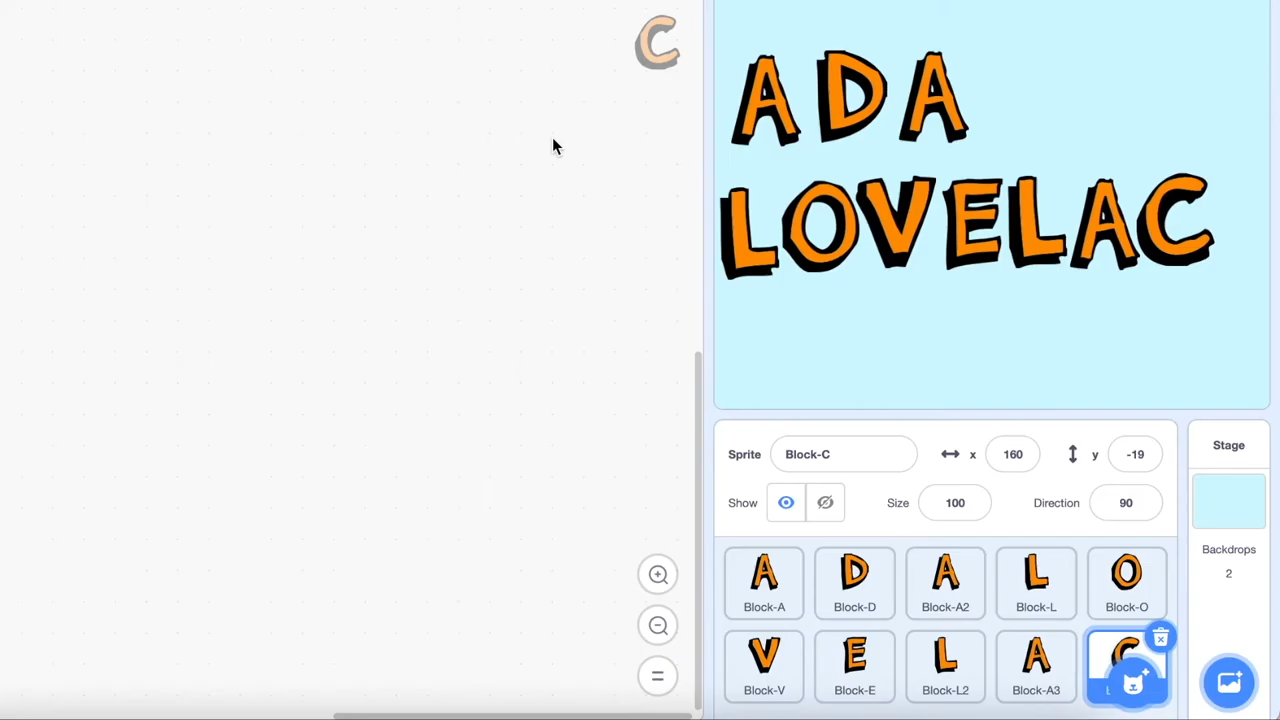 C
ADA
LOVELAC
Sprite Block-C x 160 y -19
Show Size 100 Direction 90
Stage
Backdrops
2
A D A L O
Block-A Block-D Block-A2 Block-L Block-O
V E L A C
Block-V Block-E Block-L2 Block-A3